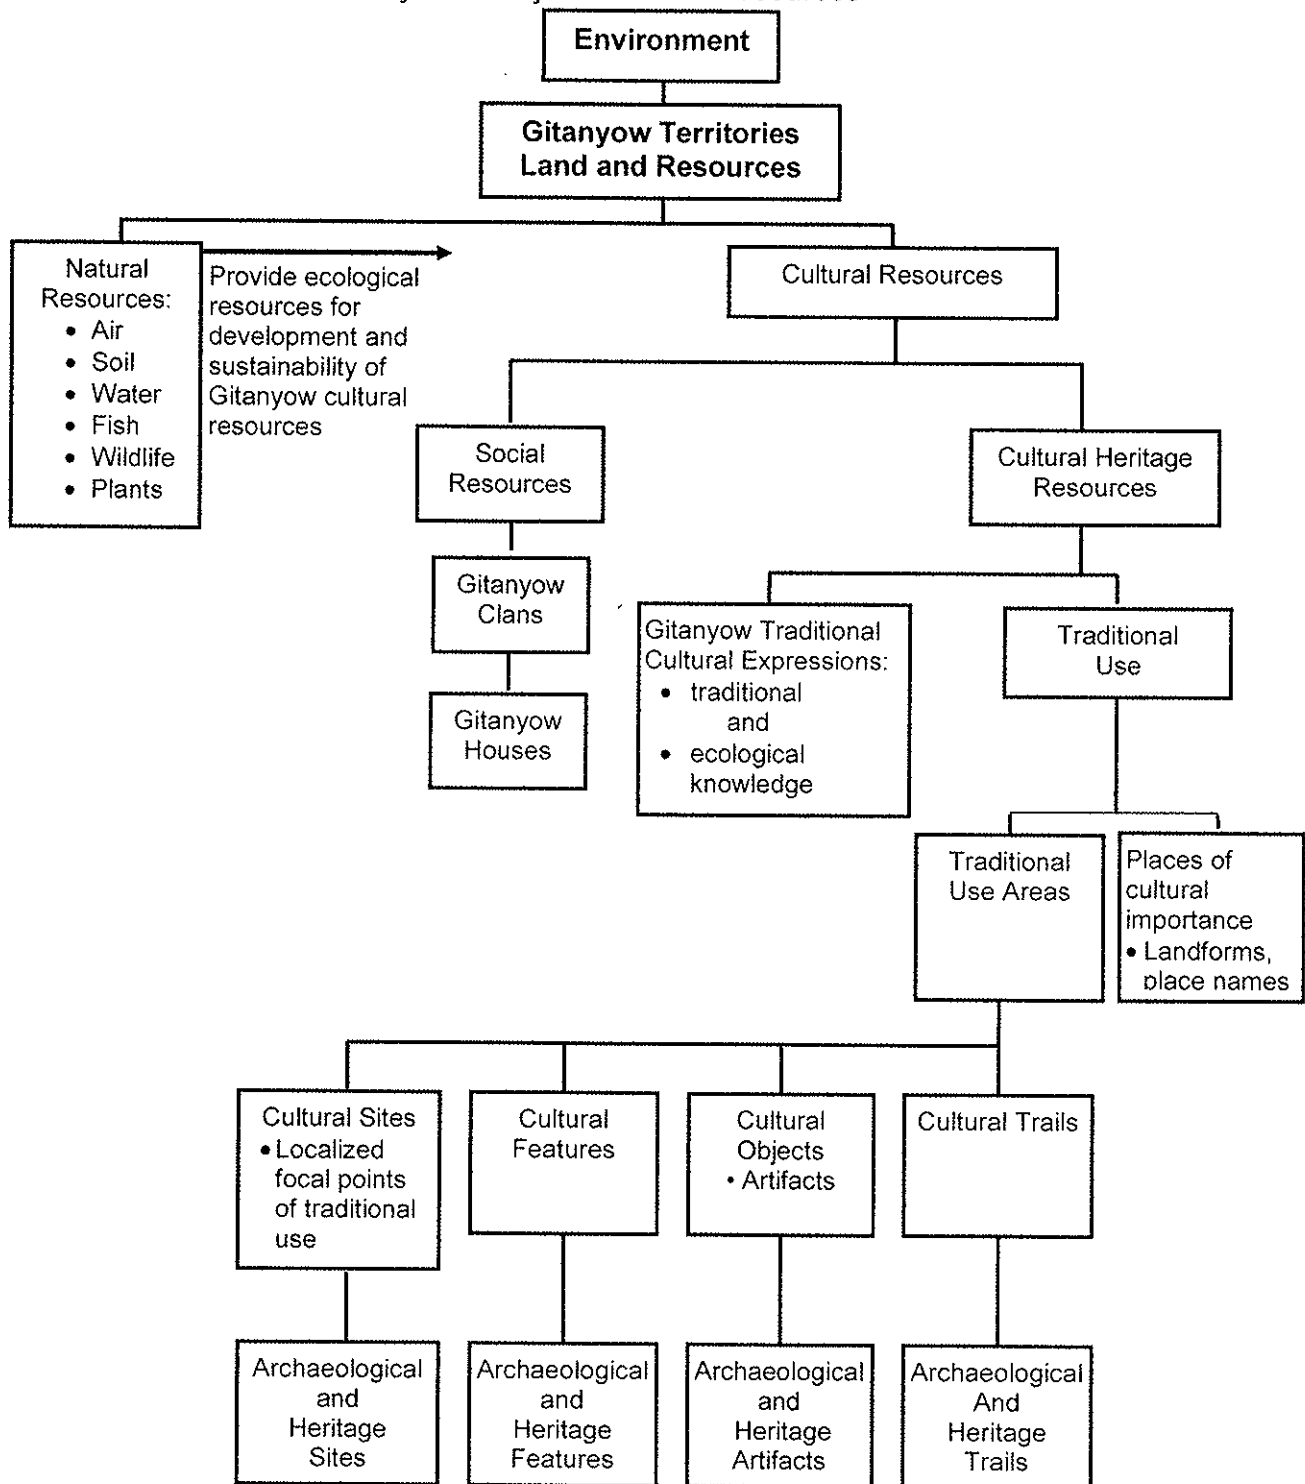 Environment
Gitanyow Territories
Land and Resources
Natural
Resources:
• Air
• Soil
• Water
• Fish
• Wildlife
• Plants
Provide ecological
resources for
development and
sustainability of
Gitanyow cultural
resources
Cultural Resources
Social
Resources
Cultural Heritage
Resources
Gitanyow
Clans
Gitanyow
Houses
Gitanyow Traditional
Cultural Expressions:
• traditional
and
• ecological
knowledge
Traditional
Use
Traditional
Use Areas
Places of
cultural
importance
• Landforms,
place names
Cultural Sites
• Localized
focal points
of traditional
use
Cultural
Features
Cultural
Objects
• Artifacts
Cultural Trails
Archaeological
and
Heritage
Sites
Archaeological
and
Heritage
Features
Archaeological
and
Heritage
Artifacts
Archaeological
And
Heritage
Trails